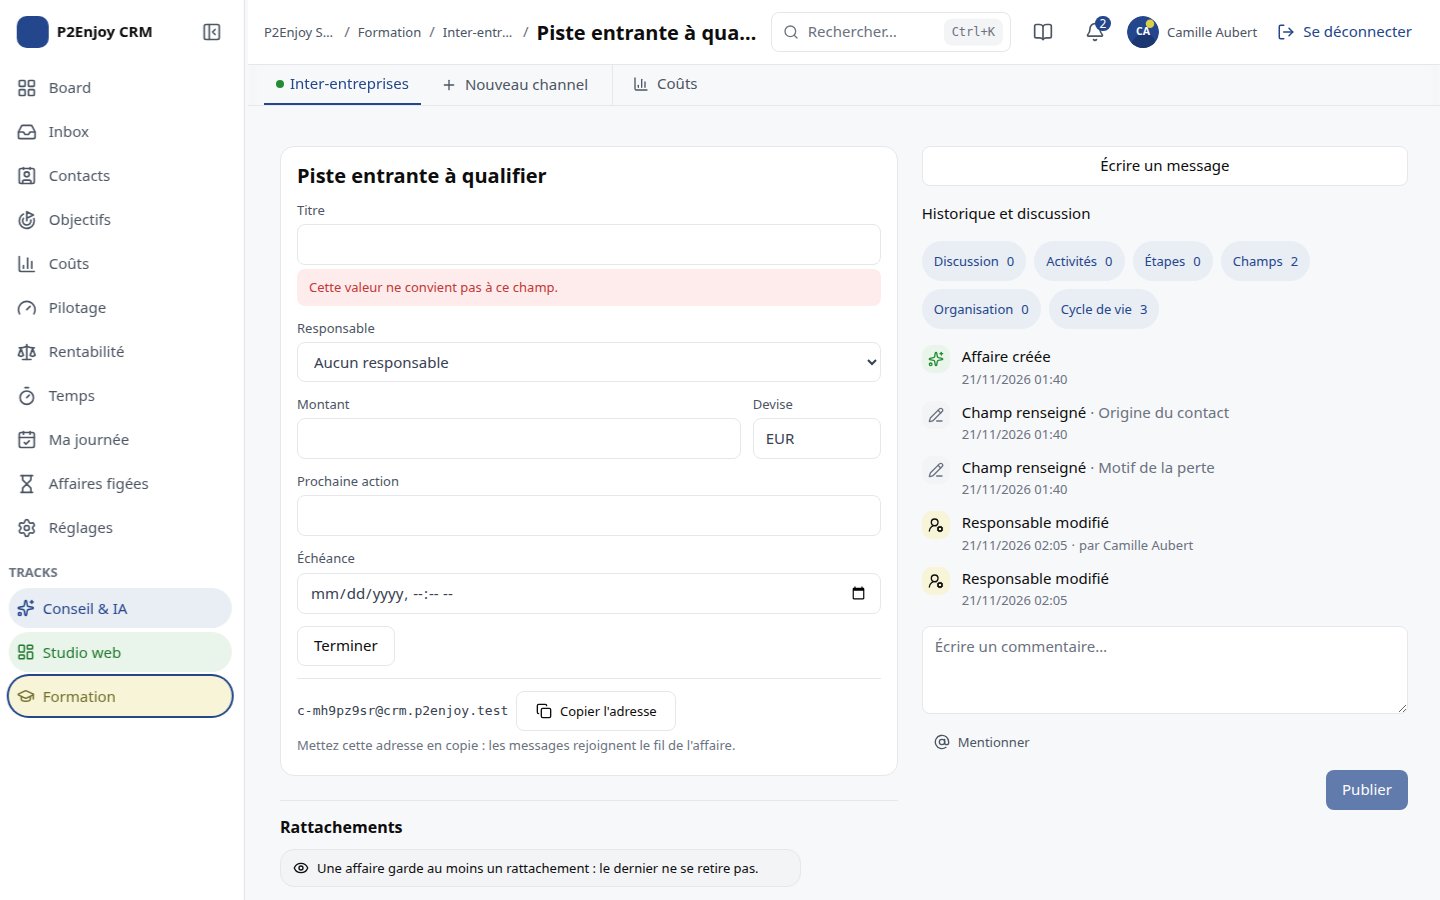 P2Enjoy CRM
Board
Inbox
Contacts
Objectifs
Coûts
Pilotage
Rentabilité
Temps
Ma journée
Affaires figées
Réglages
TRACKS
Conseil & IA
Studio web
Formation
P2Enjoy S... / Formation / Inter-entr... / Piste entrante à qua...
Rechercher... Ctrl+K
2
CA Camille Aubert
Se déconnecter
Inter-entreprises
Nouveau channel
Coûts
Piste entrante à qualifier
Titre
Cette valeur ne convient pas à ce champ.
Responsable
Aucun responsable
Montant Devise
EUR
Prochaine action
Échéance
mm/dd/yyyy, --:-- --
Terminer
c-mh9pz9sr@crm.p2enjoy.test Copier l'adresse
Mettez cette adresse en copie : les messages rejoignent le fil de l'affaire.
Rattachements
Une affaire garde au moins un rattachement : le dernier ne se retire pas.
Écrire un message
Historique et discussion
Discussion 0
Activités 0
Étapes 0
Champs 2
Organisation 0
Cycle de vie 3
Affaire créée
21/11/2026 01:40
Champ renseigné · Origine du contact
21/11/2026 01:40
Champ renseigné · Motif de la perte
21/11/2026 01:40
Responsable modifié
21/11/2026 02:05 · par Camille Aubert
Responsable modifié
21/11/2026 02:05
Écrire un commentaire...
Mentionner
Publier